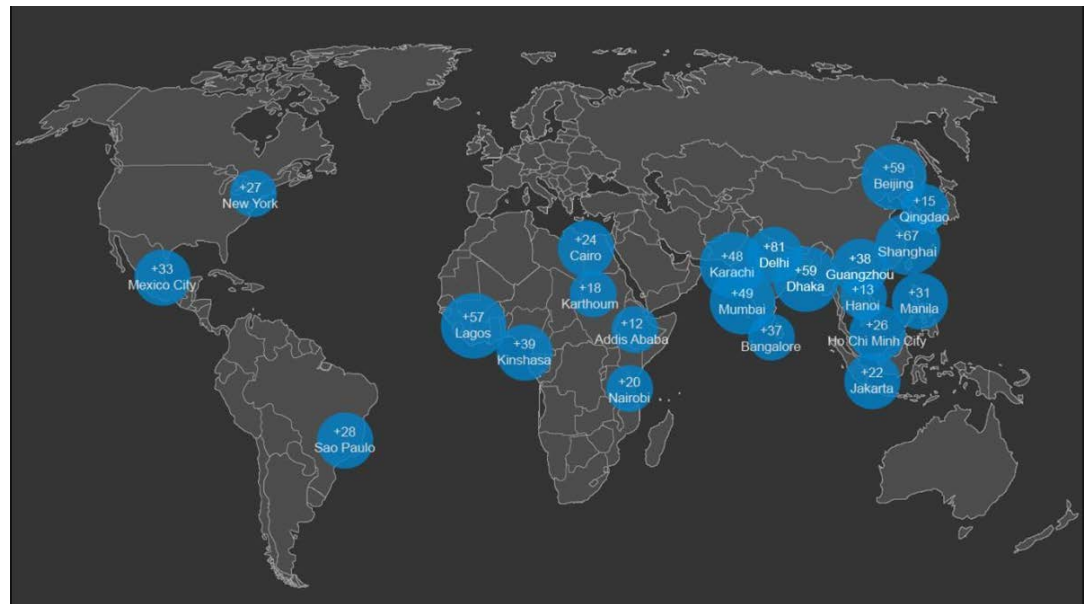 +59
Beijing
+27
New York
+15
Qingdao
+67
Shanghai
+24
Cairo
+48
Karachi
+81
Delhi
+59
Dhaka
+38
Guangzhou
+33
Mexico City
+18
Karthoum
+49
Mumbai
+13
Hanoi
+31
Manila
+57
Lagos
+39
Kinshasa
+12
Addis Ababa
+37
Bangalore
+26
Ho Chi Minh City
+20
Nairobi
+22
Jakarta
+28
Sao Paulo